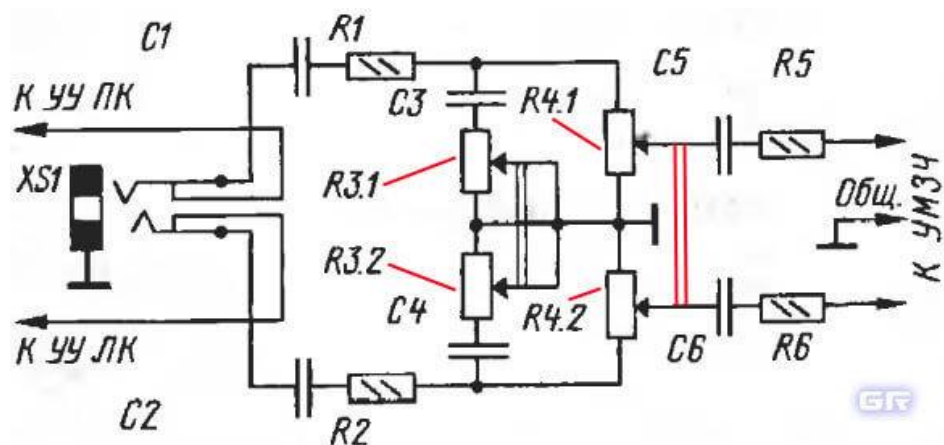 C1
R1
К УУ ПК
XS1
C3
R3.1
R4.1
C5
R5
Общ.
К УМЗЧ
R3.2
C4
R4.2
C6
R6
К УУ ЛК
C2
R2
GR